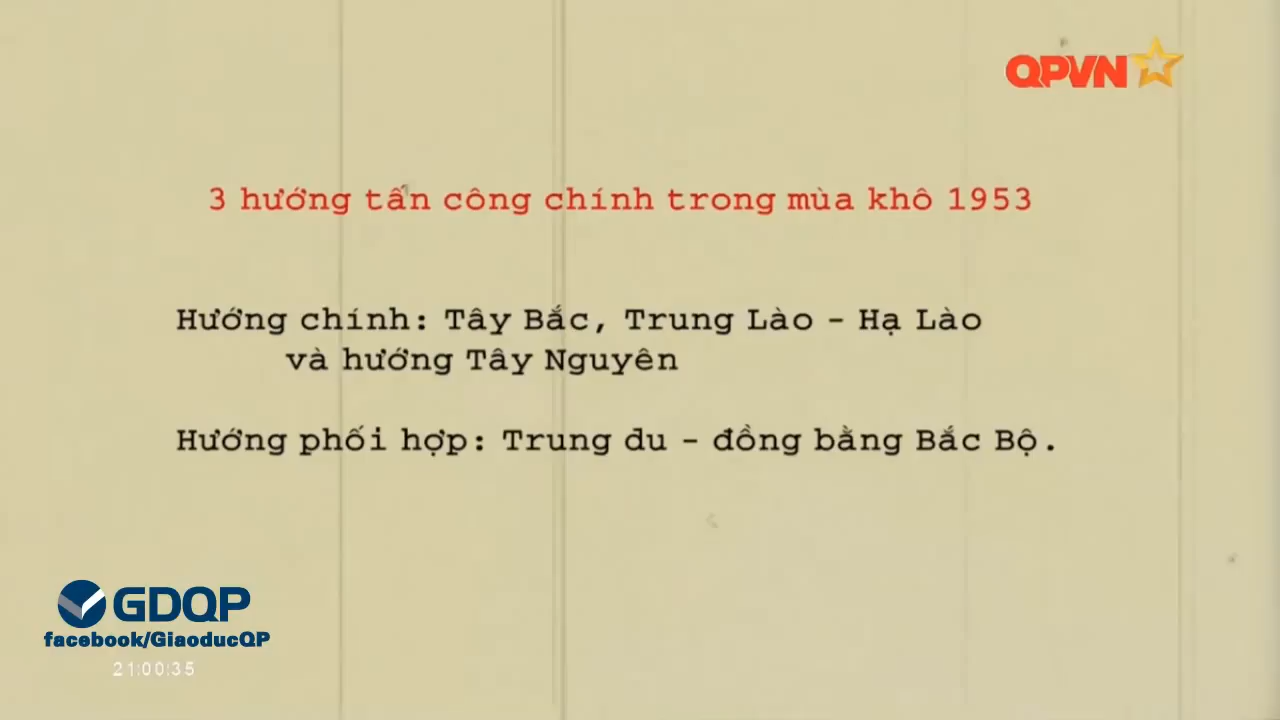 QPVN
3 hướng tấn công chính trong mùa khô 1953
Hướng chính: Tây Bắc, Trung Lào - Hạ Lào
và hướng Tây Nguyên
Hướng phối hợp: Trung du - đồng bằng Bắc Bộ.
GDQP
facebook/GiaoducQP
21:00:35